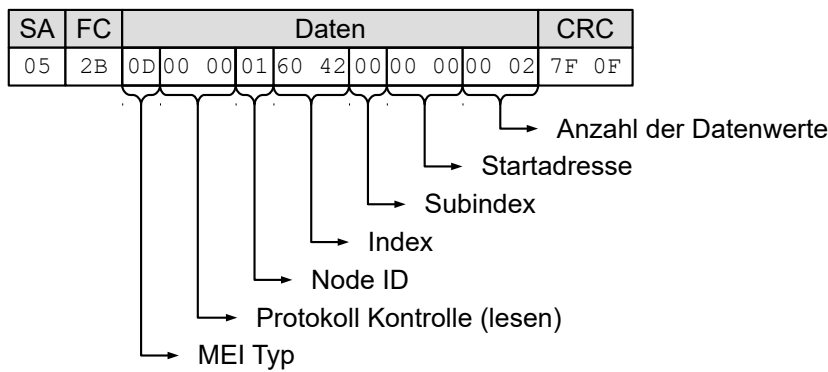 SA FC Daten CRC
05 2B 0D 00 00 01 60 42 00 00 00 00 02 7F 0F
Anzahl der Datenwerte
Startadresse
Subindex
Index
Node ID
Protokoll Kontrolle (lesen)
MEI Typ